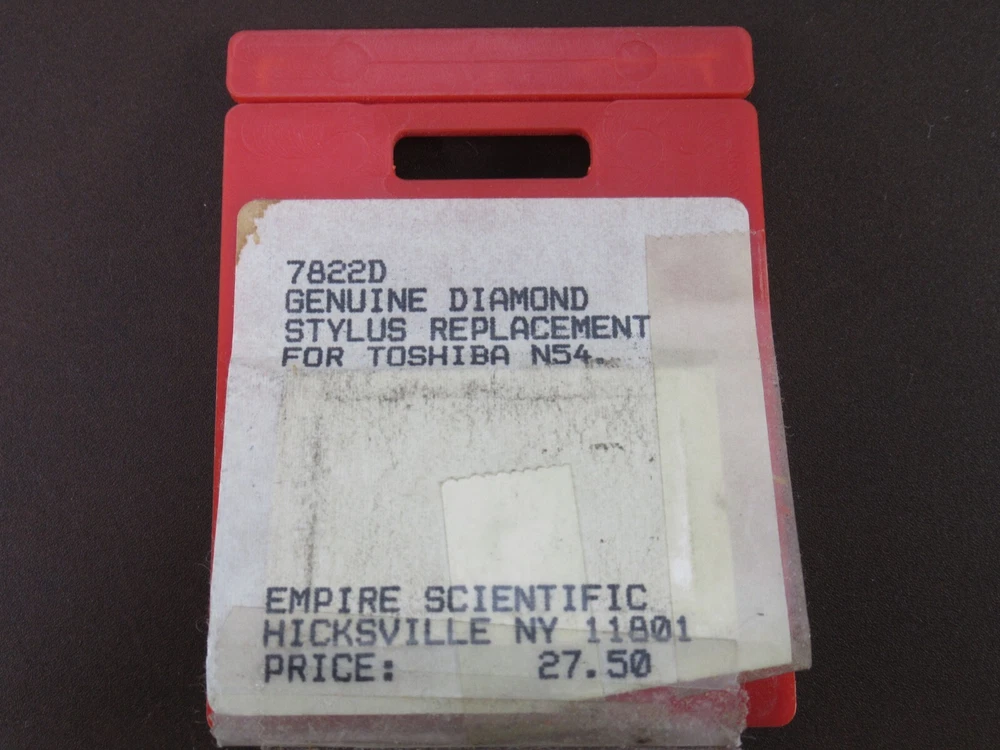 7822D
GENUINE DIAMOND
STYLUS REPLACEMENT
FOR TOSHIBA N54.
EMPIRE SCIENTIFIC
HICKSVILLE NY 11801
PRICE: 27.50